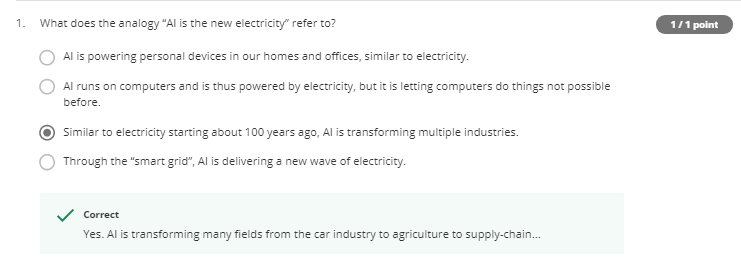 1. What does the analogy "AI is the new electricity" refer to?
1 / 1 point
AI is powering personal devices in our homes and offices, similar to electricity.
AI runs on computers and is thus powered by electricity, but it is letting computers do things not possible
before.
Similar to electricity starting about 100 years ago, AI is transforming multiple industries.
Through the "smart grid", AI is delivering a new wave of electricity.
Correct
Yes. AI is transforming many fields from the car industry to agriculture to supply-chain...